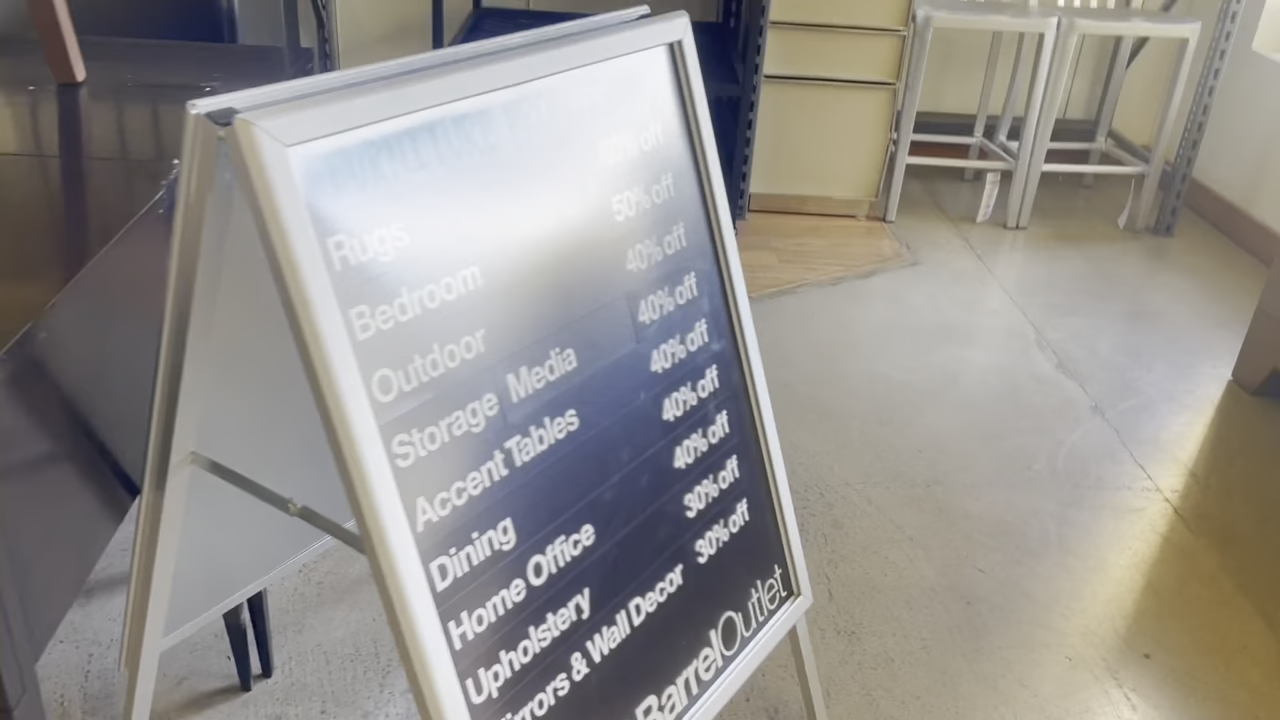 Rugs off
Bedroom 50% off
Outdoor 40% off
Storage Media 40% off
Accent Tables 40% off
Dining 40% off
Home Office 40% off
Upholstery 30% off
Mirrors & Wall Decor 30% off
BarrelOutlet